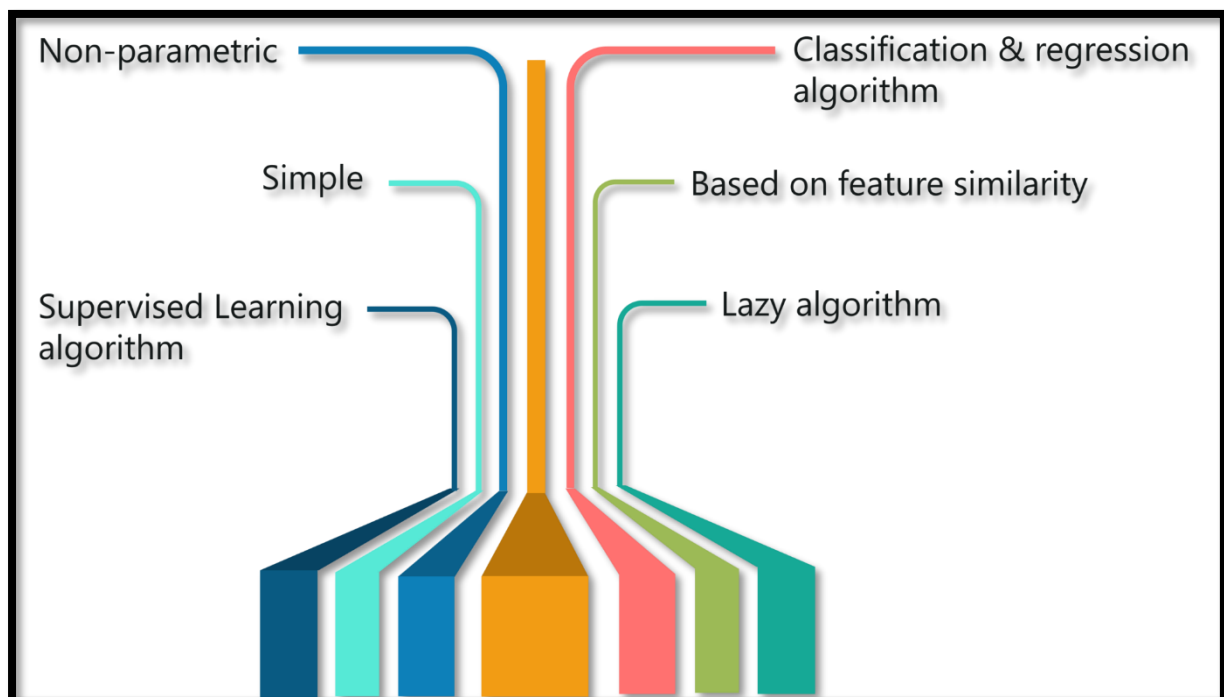 Non-parametric
Classification & regression
algorithm
Simple
Based on feature similarity
Supervised Learning
algorithm
Lazy algorithm